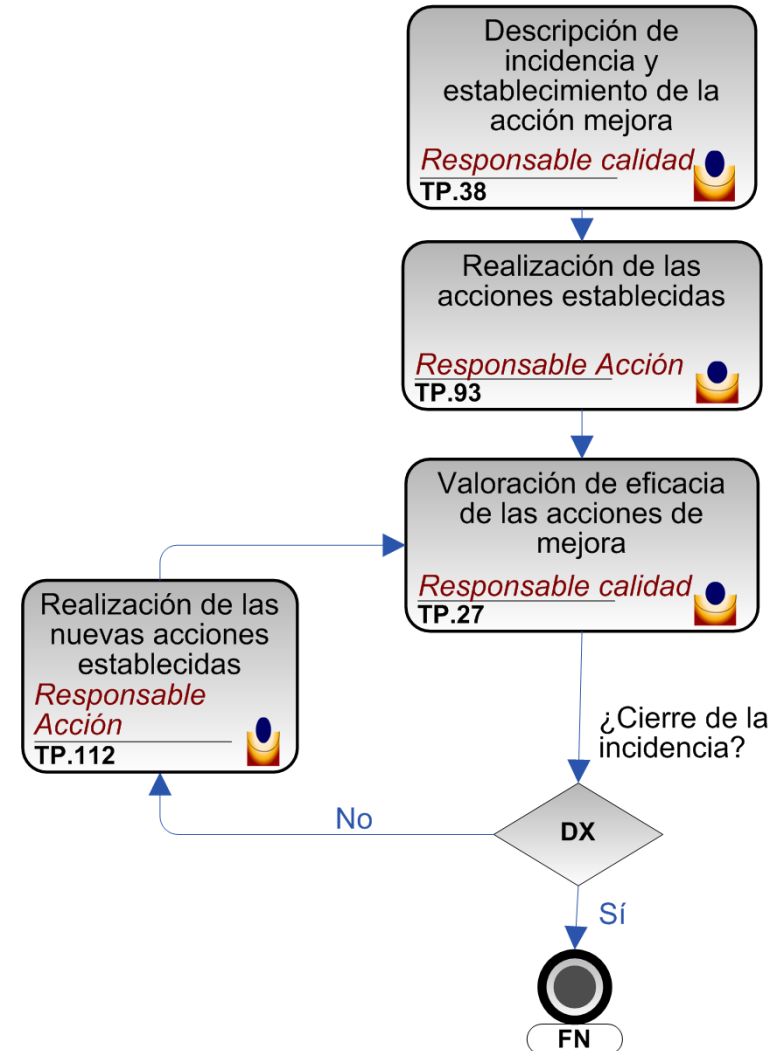 Descripción de
incidencia y
establecimiento de la
acción mejora
Responsable calidad
TP.38
Realización de las
acciones establecidas
Responsable Acción
TP.93
Valoración de eficacia
de las acciones de
mejora
Responsable calidad
TP.27
Realización de las
nuevas acciones
establecidas
Responsable
Acción
TP.112
¿Cierre de la
incidencia?
No
DX
Sí
FN